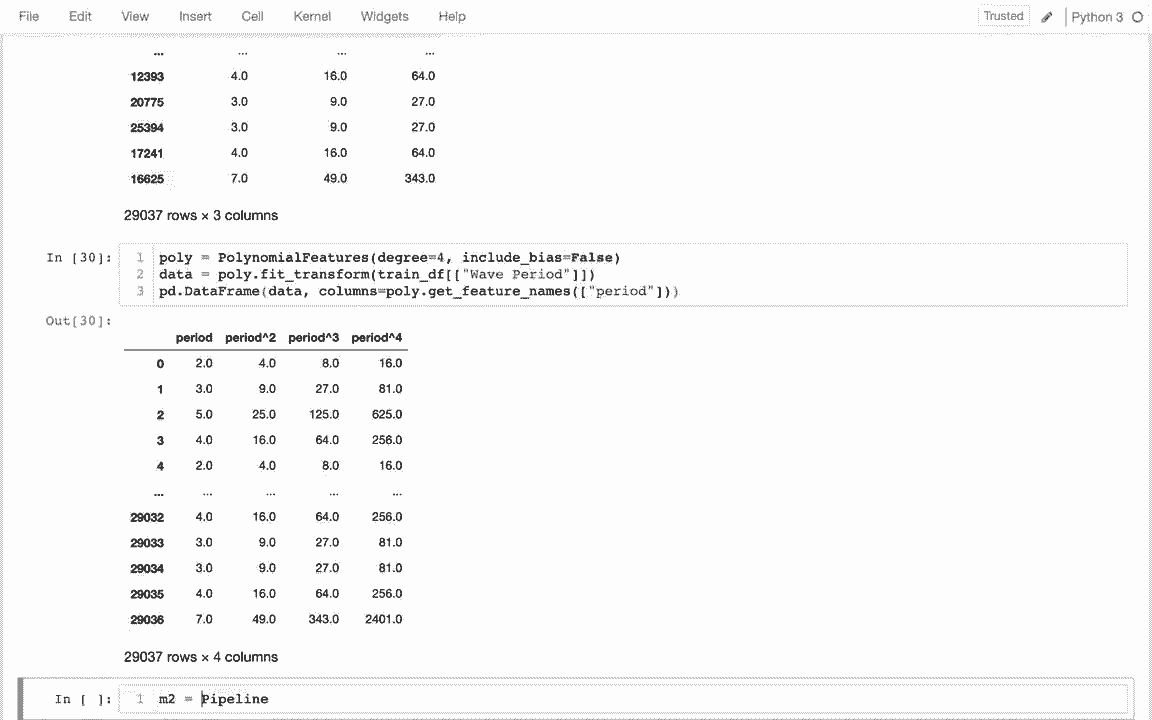 File Edit View Insert Cell Kernel Widgets Help Trusted Python 3
... ... ... ...
12393 4.0 16.0 64.0
20775 3.0 9.0 27.0
25394 3.0 9.0 27.0
17241 4.0 16.0 64.0
16625 7.0 49.0 343.0
29037 rows × 3 columns
In [30]: 1 poly = PolynomialFeatures(degree=4, include_bias=False)
2 data = poly.fit_transform(train_df[["Wave Period"]])
3 pd.DataFrame(data, columns=poly.get_feature_names(["period"]))
Out[30]:
period period^2 period^3 period^4
0 2.0 4.0 8.0 16.0
1 3.0 9.0 27.0 81.0
2 5.0 25.0 125.0 625.0
3 4.0 16.0 64.0 256.0
4 2.0 4.0 8.0 16.0
... ... ... ... ...
29032 4.0 16.0 64.0 256.0
29033 3.0 9.0 27.0 81.0
29034 3.0 9.0 27.0 81.0
29035 4.0 16.0 64.0 256.0
29036 7.0 49.0 343.0 2401.0
29037 rows × 4 columns
In [ ]: 1 m2 = Pipeline